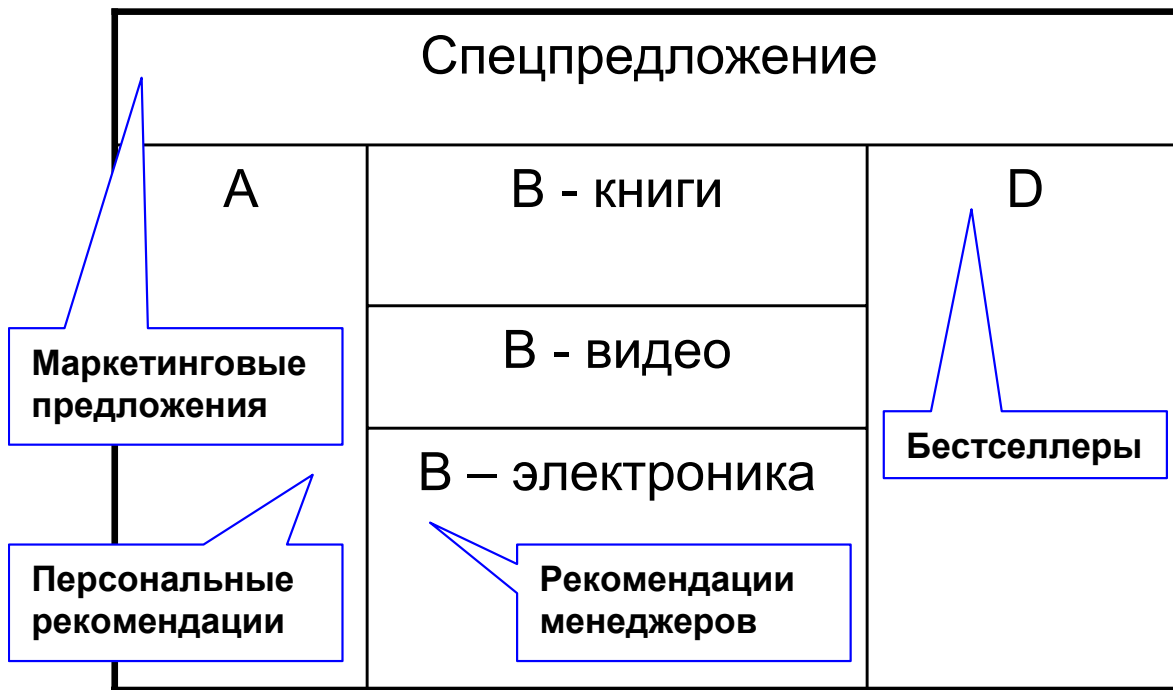 Спецпредложение
A
B - книги
D
B - видео
Маркетинговые
предложения
Бестселлеры
B – электроника
Персональные
рекомендации
Рекомендации
менеджеров